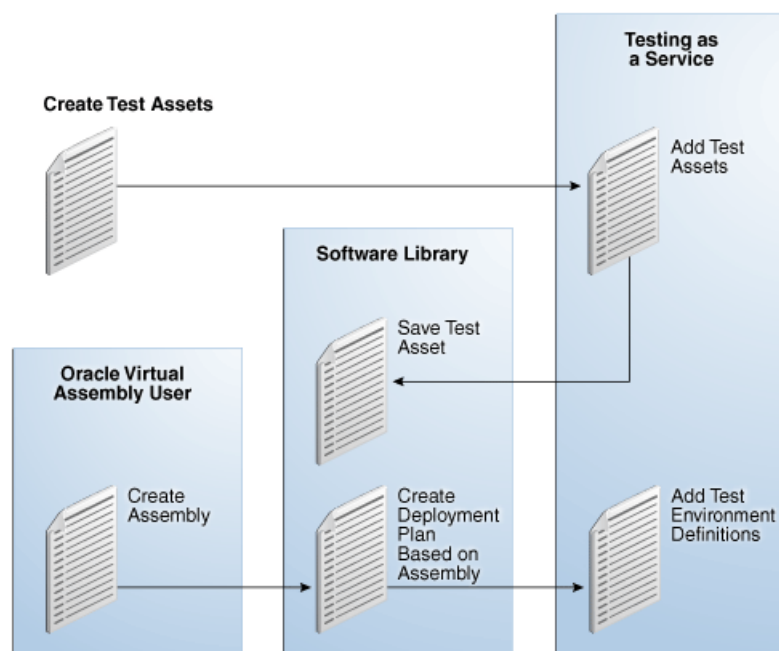 Testing as
a Service
Create Test Assets
Add Test
Assets
Software Library
Save Test
Asset
Oracle Virtual
Assembly User
Create
Assembly
Create
Deployment
Plan
Based on
Assembly
Add Test
Environment
Definitions